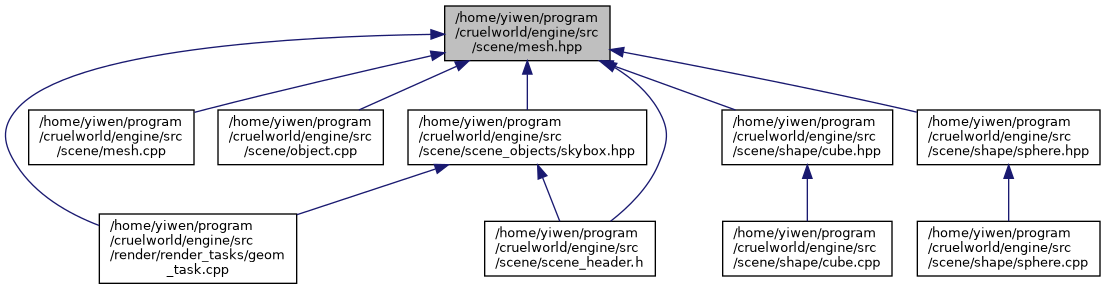 /home/yiwen/program
/cruelworld/engine/src
/scene/mesh.hpp
/home/yiwen/program
/cruelworld/engine/src
/scene/mesh.cpp
/home/yiwen/program
/cruelworld/engine/src
/scene/object.cpp
/home/yiwen/program
/cruelworld/engine/src
/scene/scene_objects/skybox.hpp
/home/yiwen/program
/cruelworld/engine/src
/scene/shape/cube.hpp
/home/yiwen/program
/cruelworld/engine/src
/scene/shape/sphere.hpp
/home/yiwen/program
/cruelworld/engine/src
/render/render_tasks/geom
_task.cpp
/home/yiwen/program
/cruelworld/engine/src
/scene/scene_header.h
/home/yiwen/program
/cruelworld/engine/src
/scene/shape/cube.cpp
/home/yiwen/program
/cruelworld/engine/src
/scene/shape/sphere.cpp